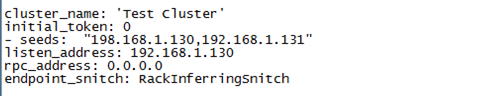 cluster_name: 'Test Cluster'
initial_token: 0
- seeds:  "198.168.1.130,192.168.1.131"
listen_address: 192.168.1.130
rpc_address: 0.0.0.0
endpoint_snitch: RackInferringSnitch